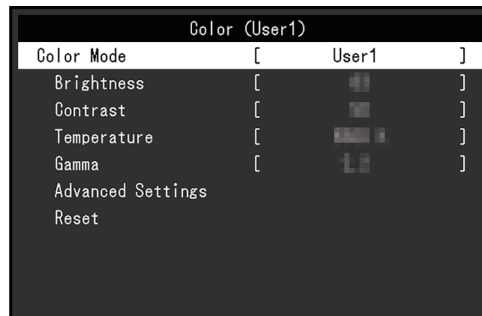 Color (User1)
Color Mode [ User1 ]
Brightness [ ]
Contrast [ ]
Temperature [ ]
Gamma [ ]
Advanced Settings
Reset